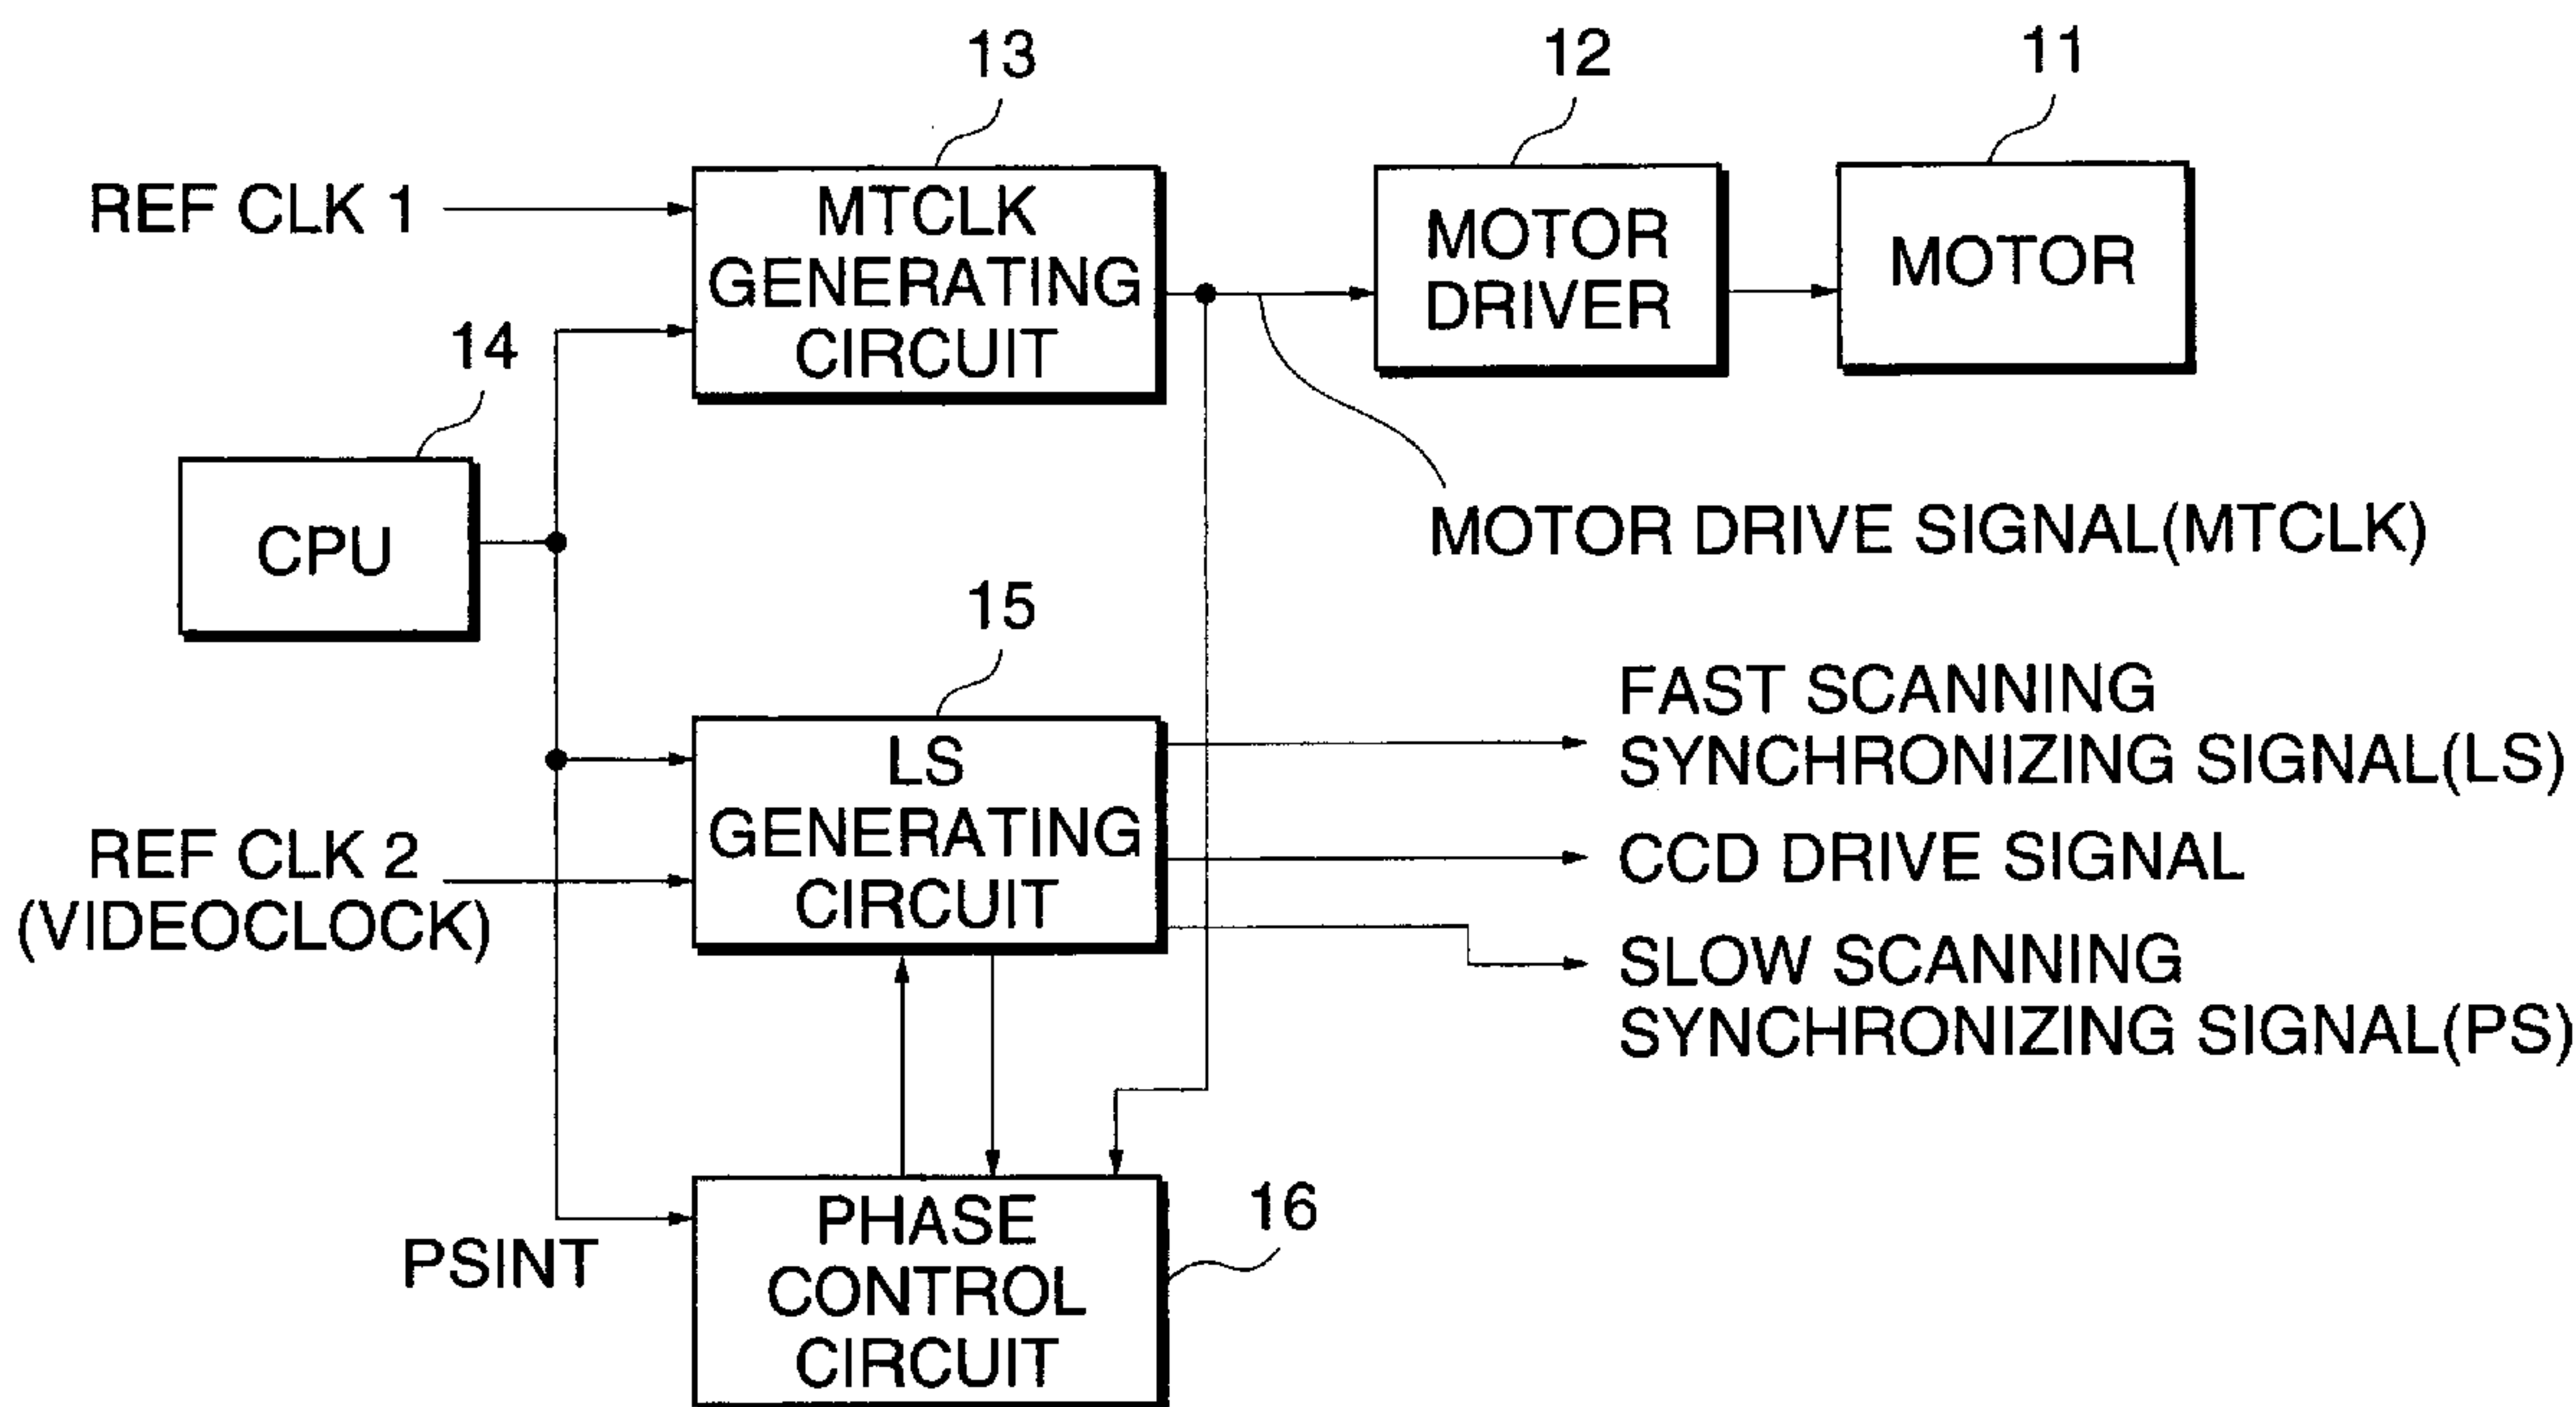 13
12
11
REF CLK 1
MTCLK
GENERATING
CIRCUIT
MOTOR
DRIVER
MOTOR
14
CPU
MOTOR DRIVE SIGNAL(MTCLK)
15
LS
GENERATING
CIRCUIT
FAST SCANNING
SYNCHRONIZING SIGNAL(LS)
REF CLK 2
(VIDEOCLOCK)
CCD DRIVE SIGNAL
SLOW SCANNING
SYNCHRONIZING SIGNAL(PS)
PSINT
PHASE
CONTROL
CIRCUIT
16